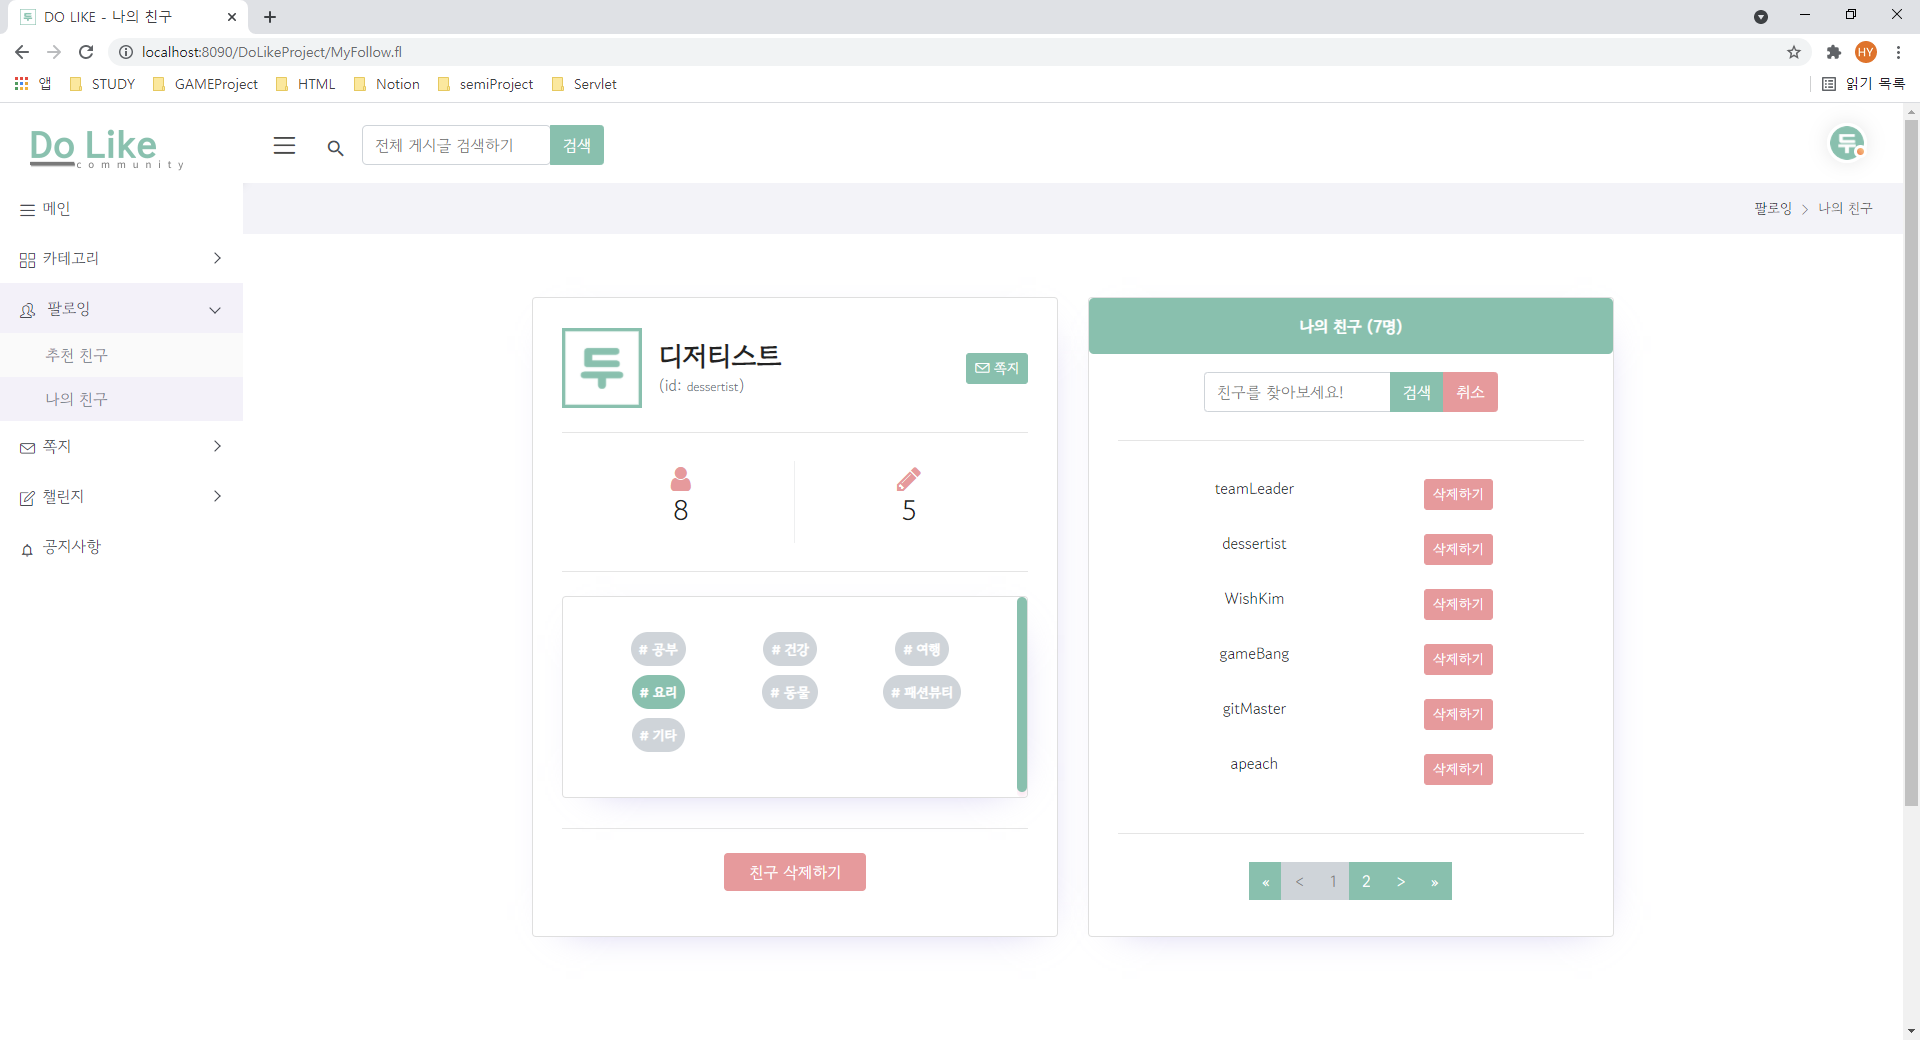 두 DO LIKE - 나의 친구
localhost:8090/DoLikeProject/MyFollow.fl
HY
앱 STUDY GAMEProject HTML Notion semiProject Servlet 읽기 목록
Do Like
community
전체 게시글 검색하기 검색
두
메인
팔로잉 > 나의 친구
카테고리
팔로잉
추천 친구
나의 친구
쪽지
챌린지
공지사항
두
디저티스트
(id: dessertist)
쪽지
8 5
# 공부 # 건강 # 여행
# 요리 # 동물 # 패션뷰티
# 기타
친구 삭제하기
나의 친구 (7명)
친구를 찾아보세요! 검색 취소
teamLeader 삭제하기
dessertist 삭제하기
WishKim 삭제하기
gameBang 삭제하기
gitMaster 삭제하기
apeach 삭제하기
« < 1 2 > »